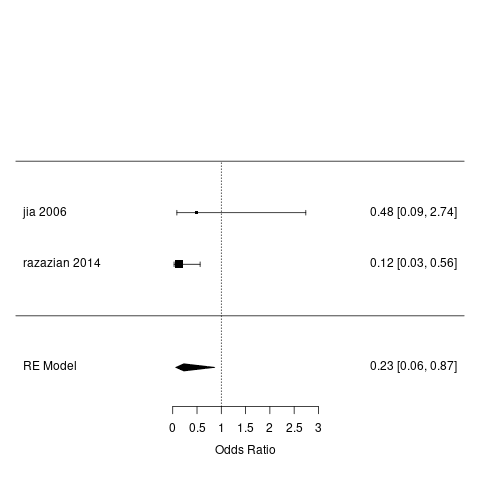 jia 2006 0.48 [0.09, 2.74]
razazian 2014 0.12 [0.03, 0.56]
RE Model 0.23 [0.06, 0.87]
0 0.5 1 1.5 2 2.5 3
Odds Ratio